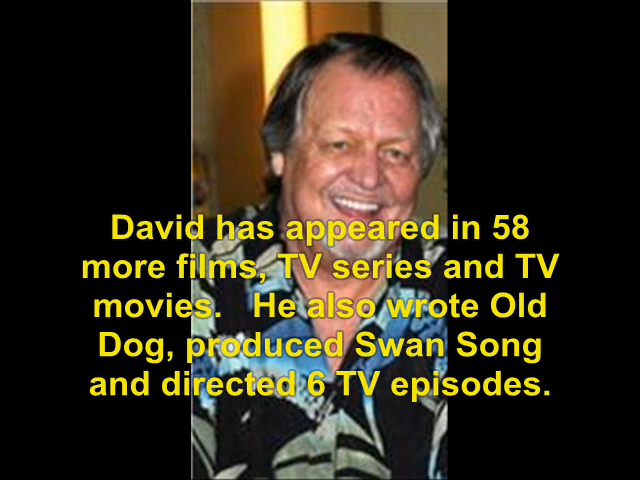 David has appeared in 58
more films, TV series and TV
movies.   He also wrote Old
Dog, produced Swan Song
and directed 6 TV episodes.